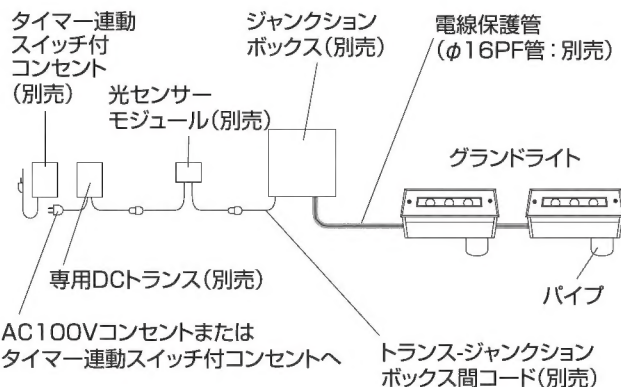 タイマー連動
スイッチ付
コンセント
(別売)
光センサー
モジュール(別売)
ジャンクション
ボックス(別売)
電線保護管
(φ16PF管：別売)
グランドライト
専用DCトランス(別売)
パイプ
AC100Vコンセントまたは
タイマー連動スイッチ付コンセントへ
トランス-ジャンクション
ボックス間コード(別売)